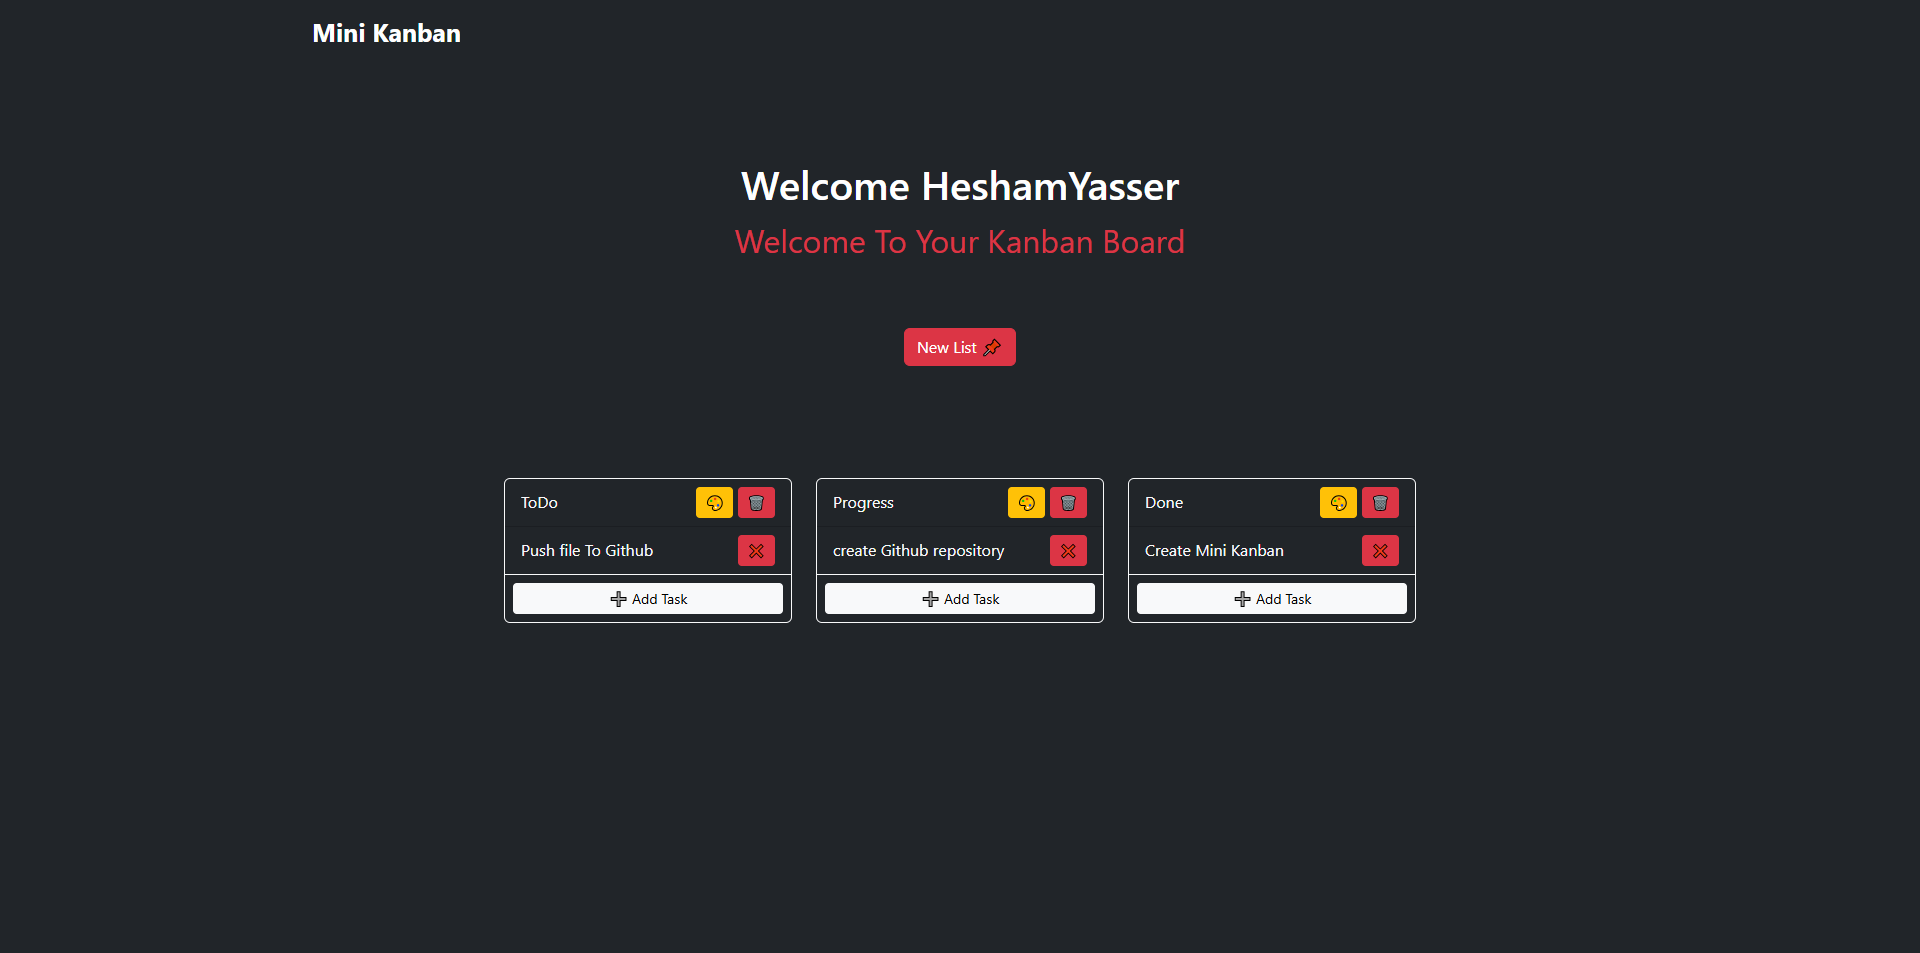 Mini Kanban
Welcome HeshamYasser
Welcome To Your Kanban Board
New List
ToDo
Push file To Github
Add Task
Progress
create Github repository
Add Task
Done
Create Mini Kanban
Add Task